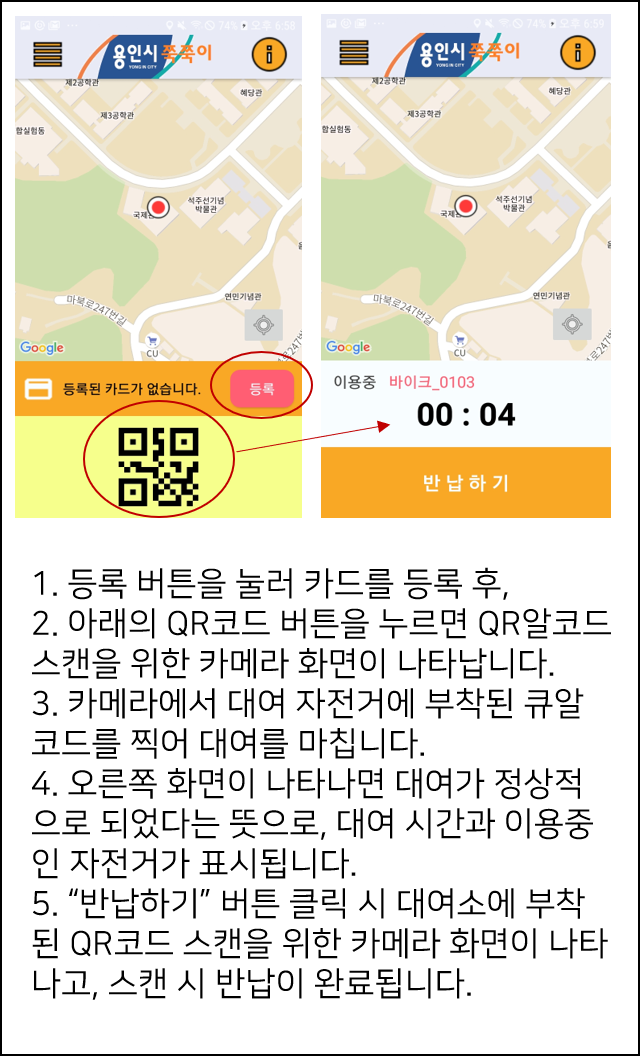 74% 오후 6:58
용인시 쭉쭉이
YONG IN CITY
제2공학관
혜당관
제3공학관
합실험동
석주선기념
박물관
국제관
연민기념관
마북로247번길
CU
Google
등록된 카드가 없습니다.
등록
74% 오후 6:59
용인시 쭉쭉이
YONG IN CITY
제2공학관
혜당관
제3공학관
합실험동
석주선기념
박물관
국제관
연민기념관
마북로247번길
CU
Google
이용중 바이크_0103
00 : 04
반 납 하 기
1. 등록 버튼을 눌러 카드를 등록 후,
2. 아래의 QR코드 버튼을 누르면 QR알코드
스캔을 위한 카메라 화면이 나타납니다.
3. 카메라에서 대여 자전거에 부착된 큐알
코드를 찍어 대여를 마칩니다.
4. 오른쪽 화면이 나타나면 대여가 정상적
으로 되었다는 뜻으로, 대여 시간과 이용중
인 자전거가 표시됩니다.
5. “반납하기” 버튼 클릭 시 대여소에 부착
된 QR코드 스캔을 위한 카메라 화면이 나타
나고, 스캔 시 반납이 완료됩니다.